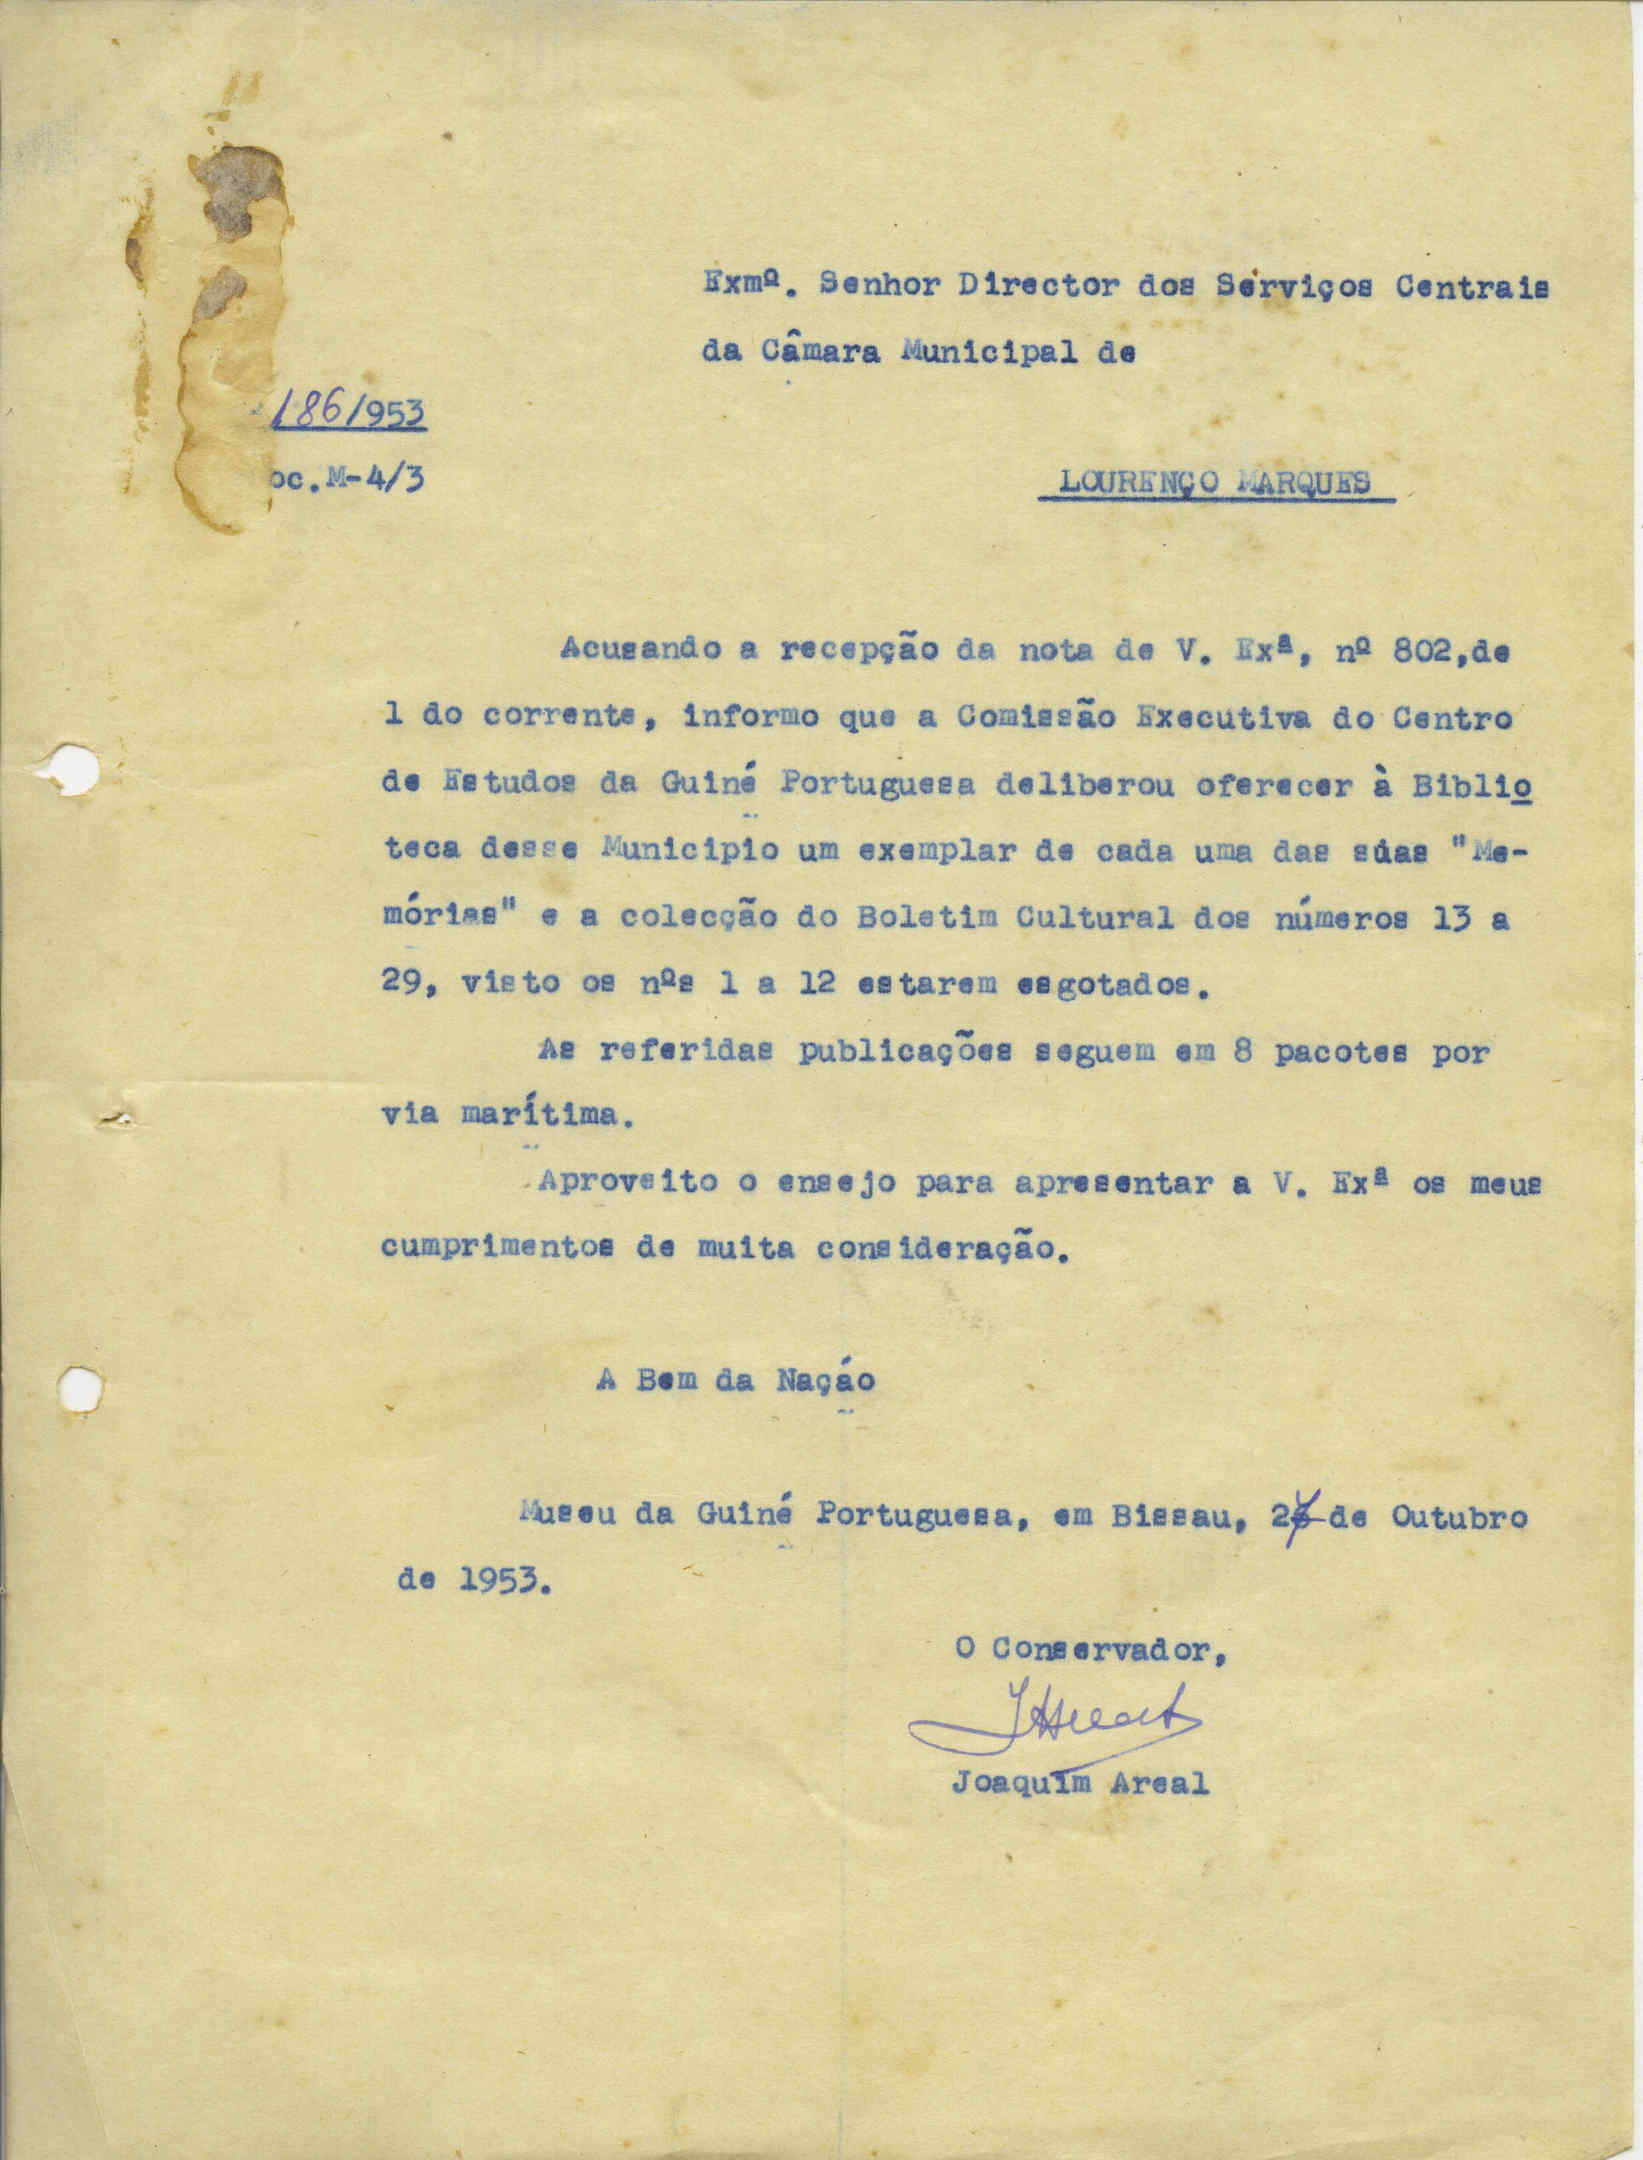 Exmº. Senhor Director dos Serviços Centrais
da Câmara Municipal de
186/953
oc. M-4/3
LOURENÇO MARQUES
Acusando a recepção da nota de V. Exª, nº 802,de
1 do corrente, informo que a Comissão Executiva do Centro
de Estudos da Guiné Portuguesa deliberou oferecer à Biblio
teca desse Municipio um exemplar de cada uma das súas "Me-
mórias" e a colecção do Boletim Cultural dos números 13 a
29, visto os nºs 1 a 12 estarem esgotados.
As referidas publicações seguem em 8 pacotes por
via marítima.
Aproveito o ensejo para apresentar a V. Exª os meus
cumprimentos de muita consideração.
A Bem da Naçáo
Museu da Guiné Portuguesa, em Bissau, 27 de Outubro
de 1953.
O Conservador,
Joaquim Areal